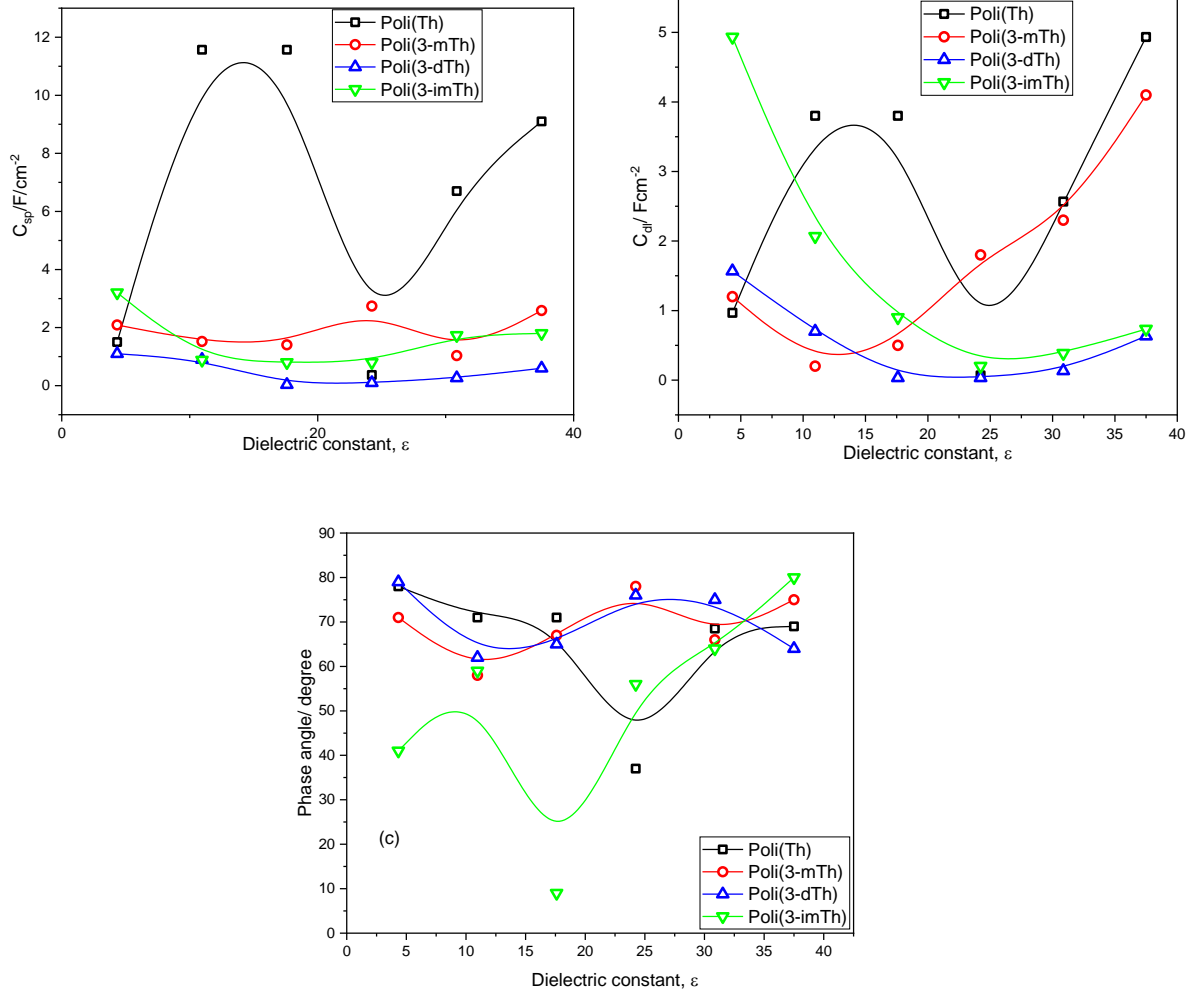 Poli(Th)
Poli(3-mTh)
Poli(3-dTh)
Poli(3-imTh)
12
10
8
6
4
2
0
C_sp/F/cm^-2
0
20
40
Dielectric constant, ε
Poli(Th)
Poli(3-mTh)
Poli(3-dTh)
Poli(3-imTh)
5
4
3
2
1
0
C_dl/ Fcm^-2
0
5
10
15
20
25
30
35
40
Dielectric constant, ε
90
80
70
60
50
40
30
20
10
0
Phase angle/ degree
(c)
Poli(Th)
Poli(3-mTh)
Poli(3-dTh)
Poli(3-imTh)
0
5
10
15
20
25
30
35
40
Dielectric constant, ε